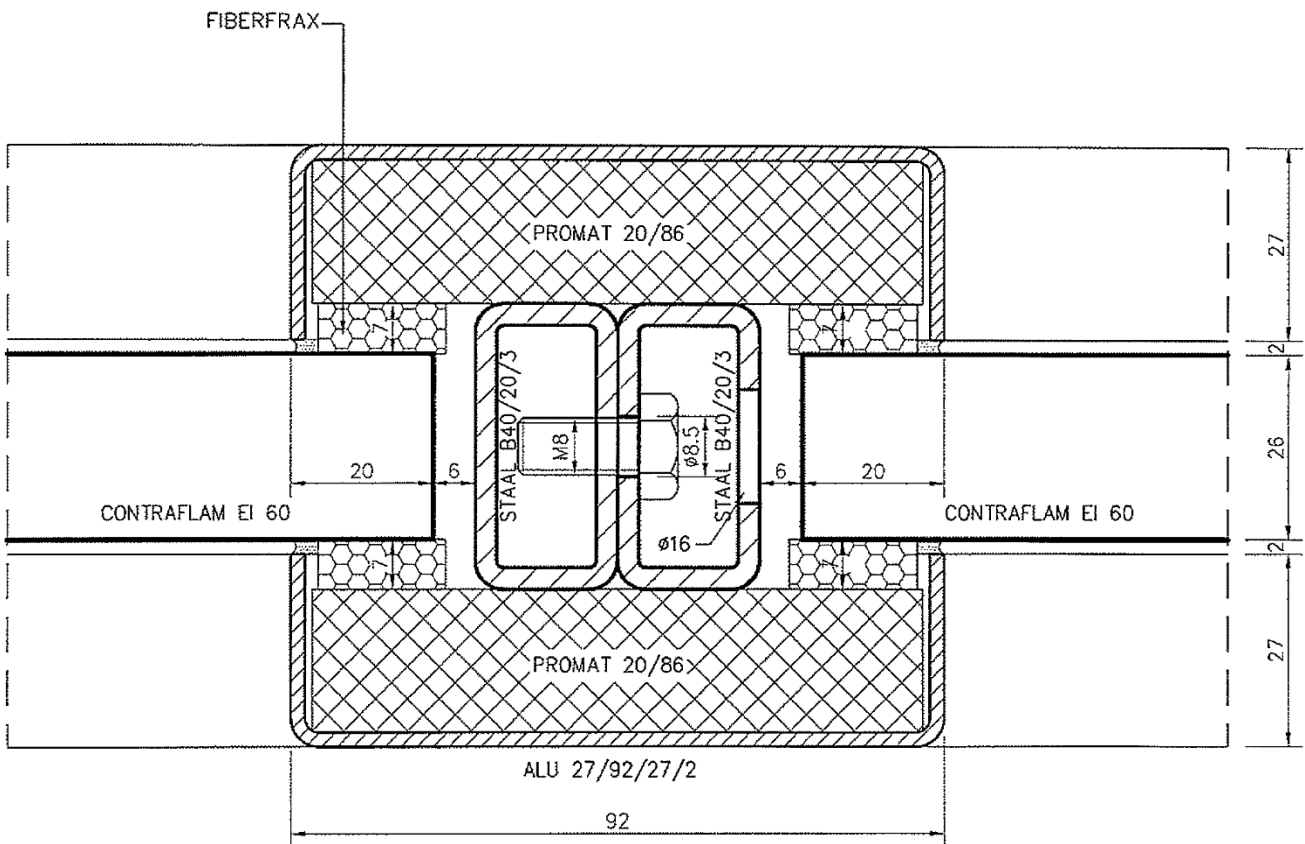 FIBERFRAX
PROMAT 20/86
27
7
7
2
STAAL B40/20/3
STAAL B40/20/3
M8
ø8.5
26
20
6
6
20
CONTRAFLAM EI 60
CONTRAFLAM EI 60
ø16
2
7
7
PROMAT 20/86
27
ALU 27/92/27/2
92